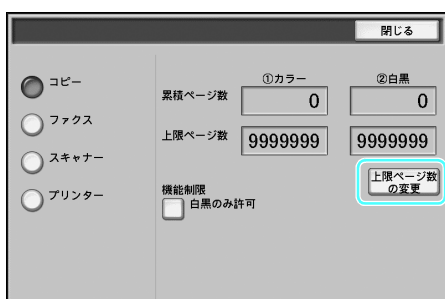 閉じる
①カラー ②白黒
コピー
累積ページ数 0 0
ファクス
上限ページ数 9999999 9999999
スキャナー
上限ページ数
の変更
プリンター
機能制限
白黒のみ許可